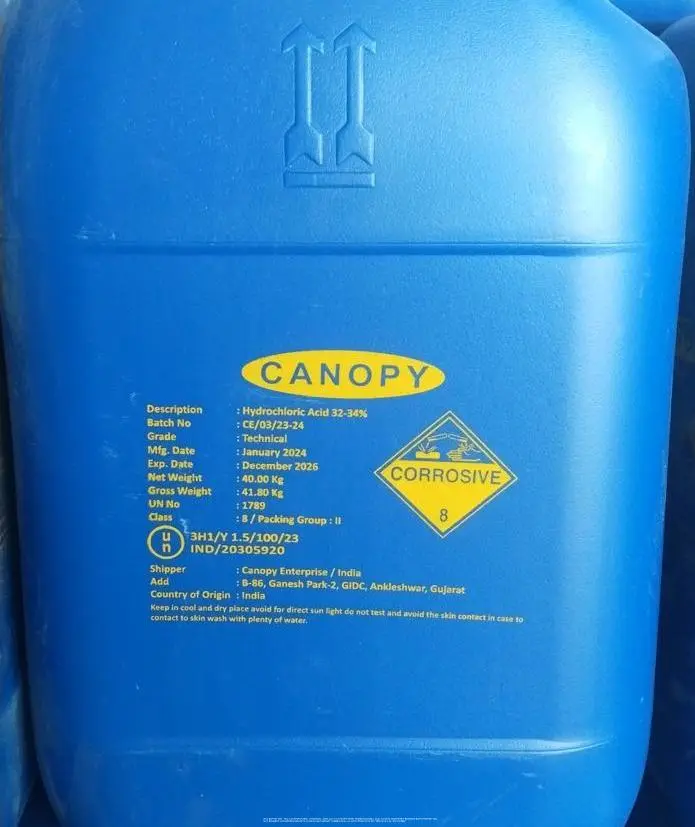 CANOPY
Description : Hydrochloric Acid 32-34%
Batch No : CE/03/23-24
Grade : Technical
Mfg. Date : January 2024
Exp. Date : December 2026
Net Weight : 40.00 Kg
Gross Weight : 41.80 Kg
UN No : 1789
Class : 8 / Packing Group : II
CORROSIVE
8
un 3H1/Y 1.5/100/23
IND/20305920
Shipper : Canopy Enterprise / India
Add : B-86, Ganesh Park-2, GIDC, Ankleshwar, Gujarat
Country of Origin : India
Keep in cool and dry place avoid for direct sun light do not test and avoid the skin contact in case to
contact to skin wash with plenty of water.